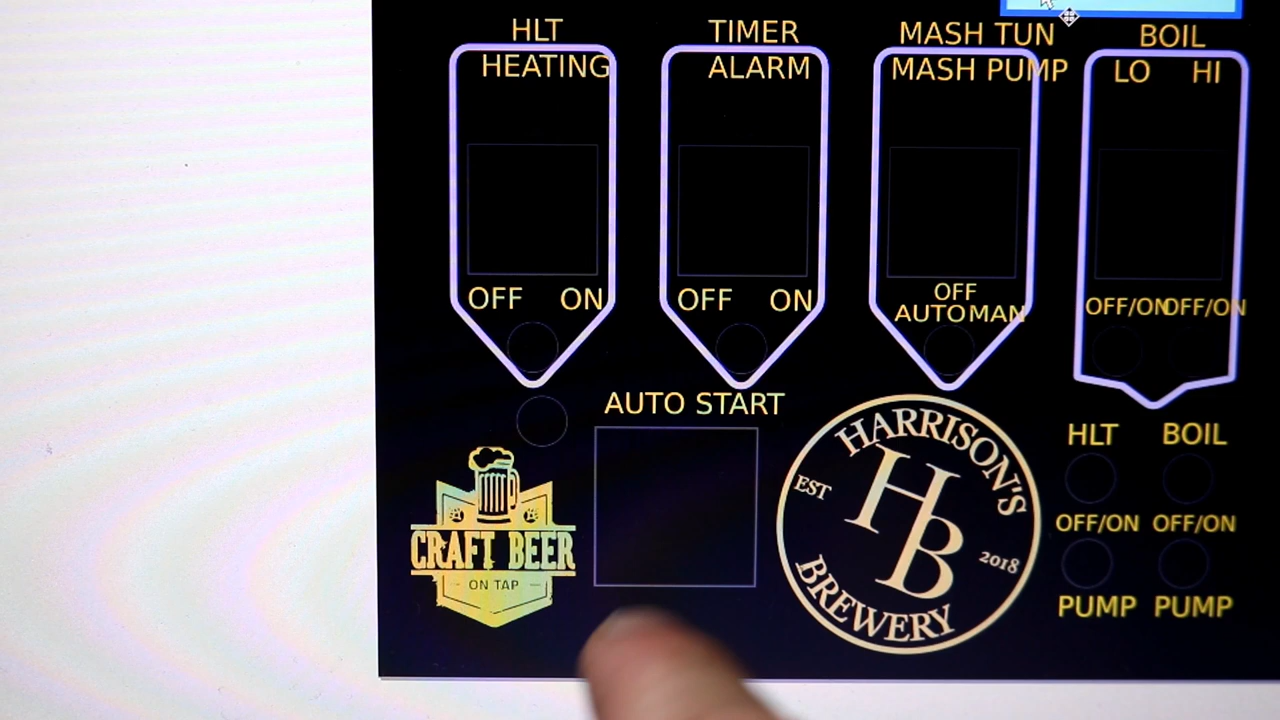 HLT
HEATING
OFF ON
TIMER
ALARM
OFF ON
MASH TUN
MASH PUMP
OFF
AUTOMAN
BOIL
LO HI
OFF/ON OFF/ON
AUTO START
CRAFT BEER
ON TAP
HARRISON'S
EST
HB
2018
BREWERY
HLT BOIL
OFF/ON OFF/ON
PUMP PUMP